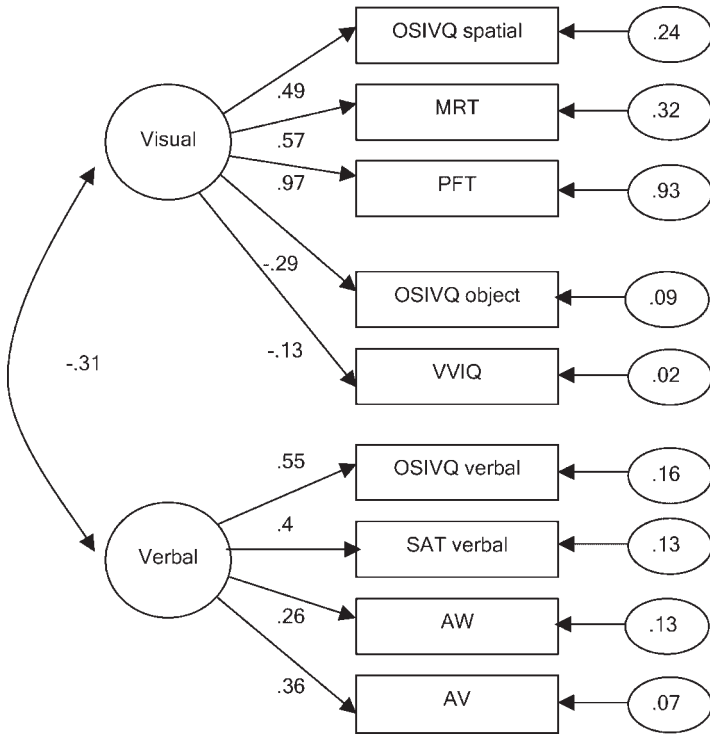 OSIVQ spatial
.24
.49
MRT
.32
Visual
.57
PFT
.93
.97
-.29
OSIVQ object
.09
-.13
VVIQ
.02
-.31
.55
OSIVQ verbal
.16
.4
SAT verbal
.13
Verbal
.26
AW
.13
.36
AV
.07